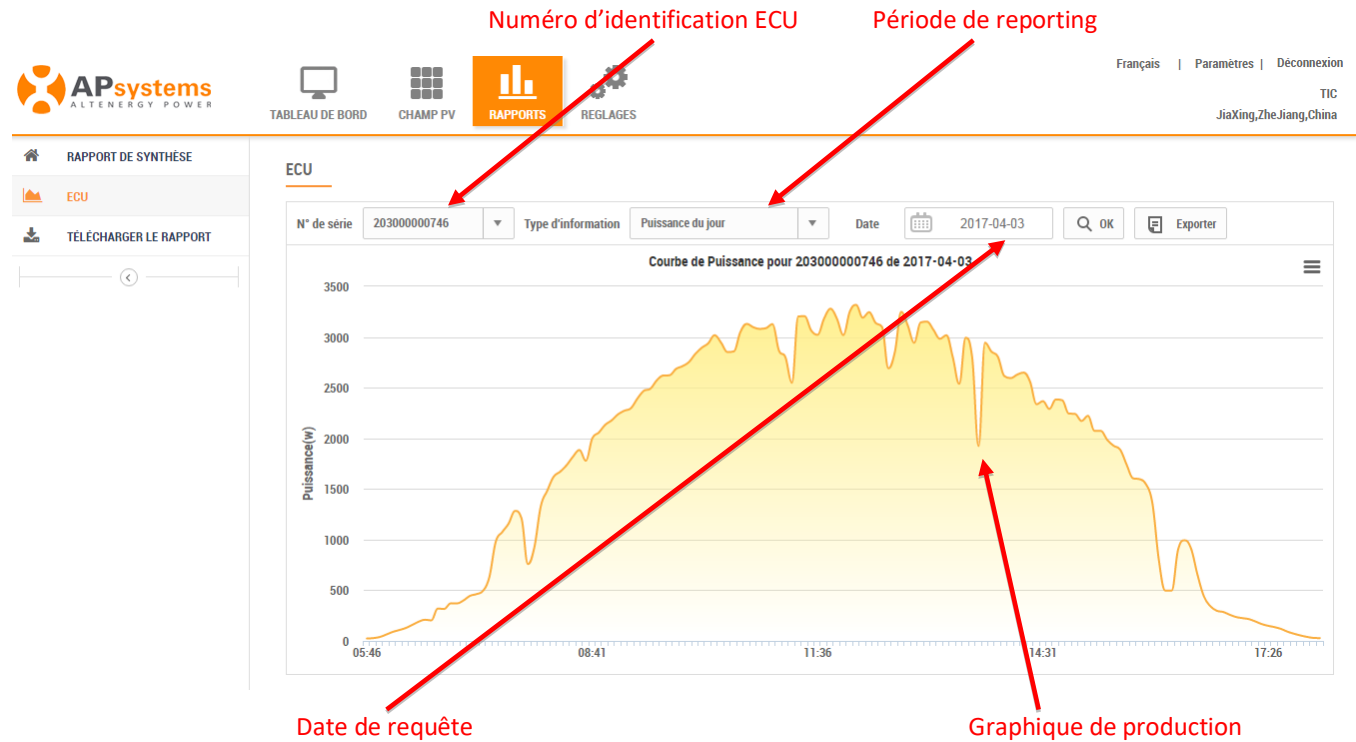 Numéro d’identification ECU Période de reporting
Français | Paramètres | Déconnexion
APsystems
ALTENERGY POWER
TIC
TABLEAU DE BORD CHAMP PV RAPPORTS REGLAGES
JiaXing,ZheJiang,China
RAPPORT DE SYNTHÈSE
ECU
TÉLÉCHARGER LE RAPPORT
ECU
N° de série 203000000746 Type d'information Puissance du jour Date 2017-04-03 OK Exporter
Courbe de Puissance pour 203000000746 de 2017-04-03
Puissance(w)
3500
3000
2500
2000
1500
1000
500
0
05:46 08:41 11:36 14:31 17:26
Date de requête Graphique de production